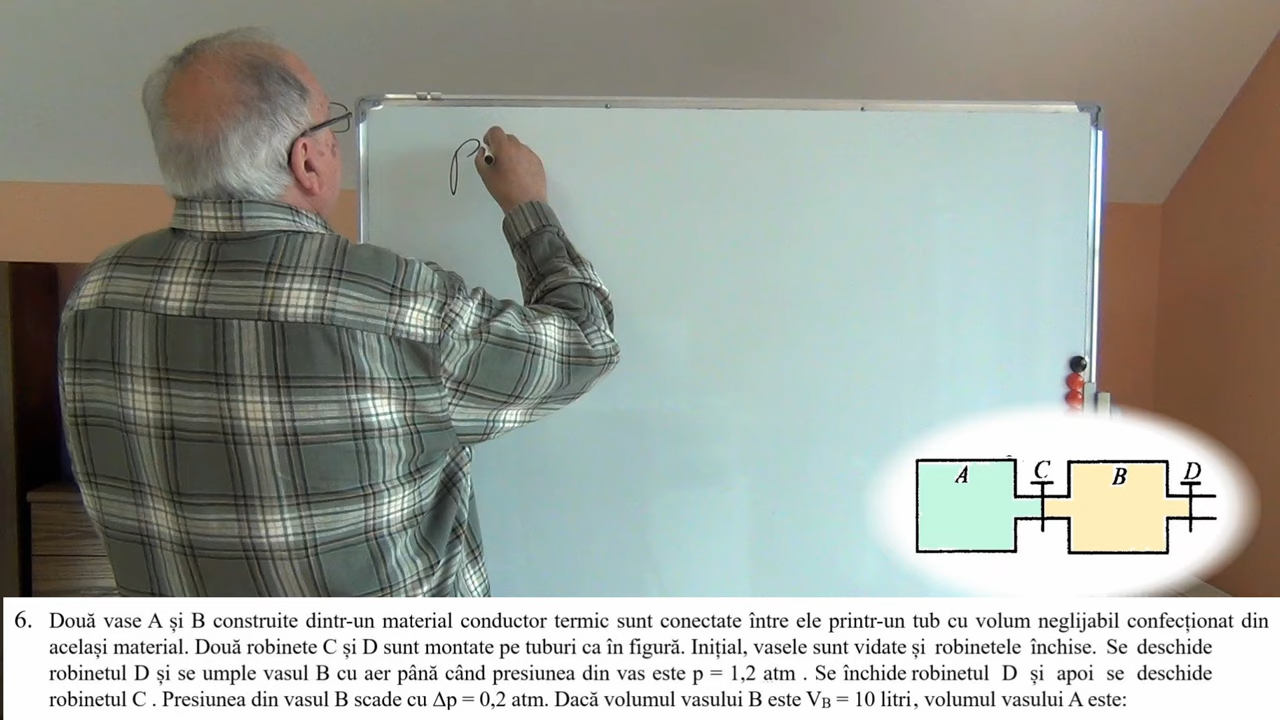 p
A C B D
6. Două vase A și B construite dintr-un material conductor termic sunt conectate între ele printr-un tub cu volum neglijabil confecționat din
același material. Două robinete C și D sunt montate pe tuburi ca în figură. Inițial, vasele sunt vidate și robinetele închise. Se deschide
robinetul D și se umple vasul B cu aer până când presiunea din vas este p = 1,2 atm . Se închide robinetul D și apoi se deschide
robinetul C . Presiunea din vasul B scade cu Δp = 0,2 atm. Dacă volumul vasului B este VB = 10 litri, volumul vasului A este: